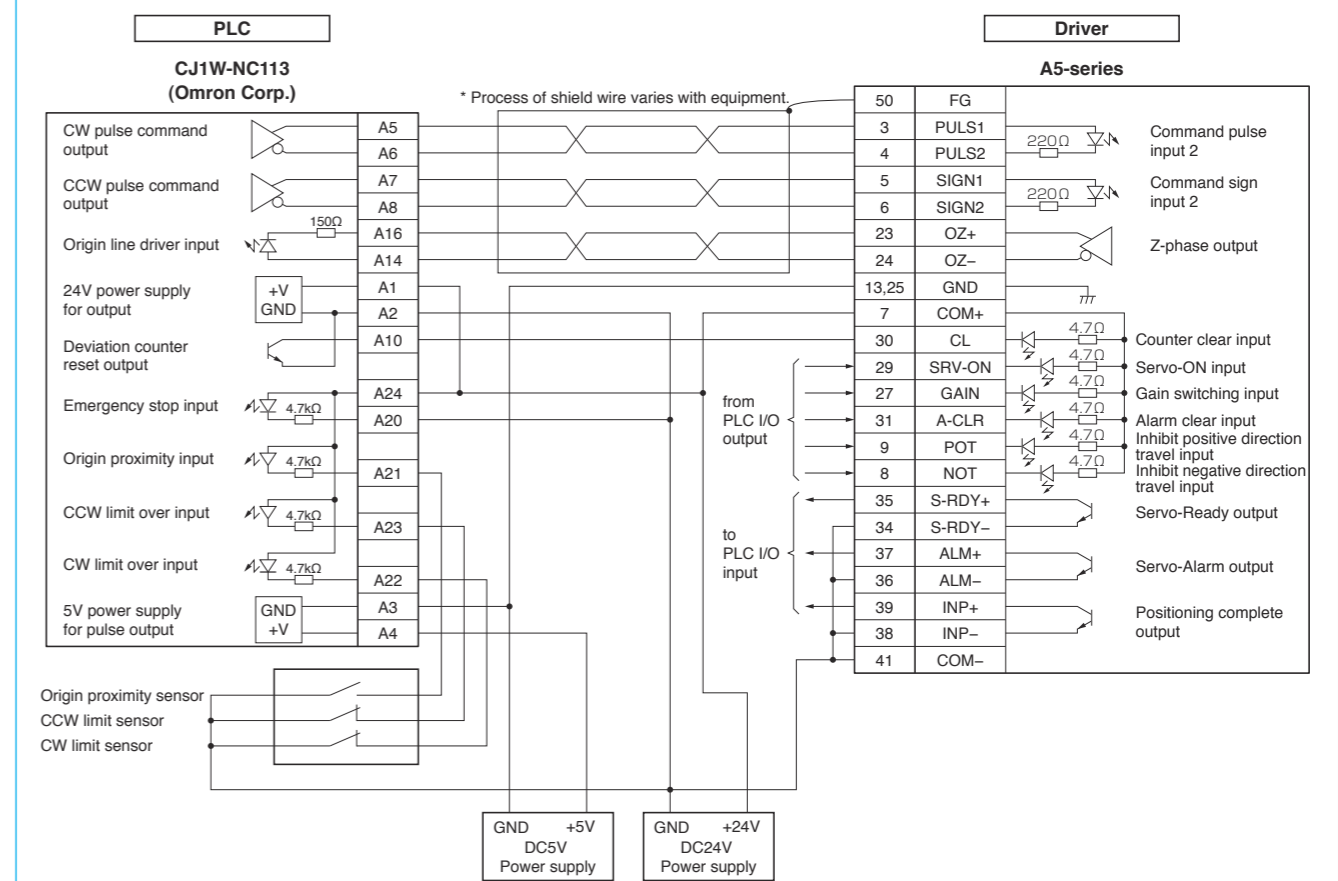 PLC
Driver
CJ1W-NC113
(Omron Corp.)
A5-series
* Process of shield wire varies with equipment.
CW pulse command
output
A5
A6
CCW pulse command
output
A7
A8
Origin line driver input
150Ω
A16
A14
24V power supply
for output
+V
GND
A1
A2
Deviation counter
reset output
A10
Emergency stop input
4.7kΩ
A24
A20
Origin proximity input
4.7kΩ
A21
CCW limit over input
4.7kΩ
A23
CW limit over input
4.7kΩ
A22
5V power supply
for pulse output
GND
+V
A3
A4
50 FG
3 PULS1
4 PULS2
220Ω
Command pulse
input 2
5 SIGN1
6 SIGN2
220Ω
Command sign
input 2
23 OZ+
24 OZ−
Z-phase output
13,25 GND
7 COM+
30 CL 4.7Ω Counter clear input
29 SRV-ON 4.7Ω Servo-ON input
27 GAIN 4.7Ω Gain switching input
31 A-CLR 4.7Ω Alarm clear input
9 POT 4.7Ω Inhibit positive direction
travel input
8 NOT 4.7Ω Inhibit negative direction
travel input
from
PLC I/O
output
35 S-RDY+
34 S-RDY−
Servo-Ready output
37 ALM+
36 ALM−
Servo-Alarm output
39 INP+
38 INP−
Positioning complete
output
41 COM−
to
PLC I/O
input
Origin proximity sensor
CCW limit sensor
CW limit sensor
GND +5V
DC5V
Power supply
GND +24V
DC24V
Power supply